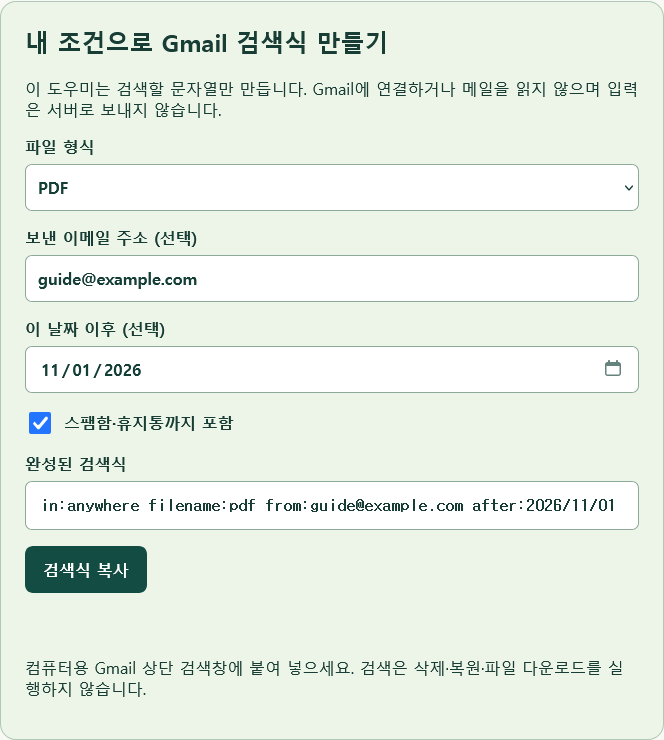 내 조건으로 Gmail 검색식 만들기
이 도우미는 검색할 문자열만 만듭니다. Gmail에 연결하거나 메일을 읽지 않으며 입력
은 서버로 보내지 않습니다.
파일 형식
PDF
보낸 이메일 주소 (선택)
guide@example.com
이 날짜 이후 (선택)
11/01/2026
스팸함·휴지통까지 포함
완성된 검색식
in:anywhere filename:pdf from:guide@example.com after:2026/11/01
검색식 복사
컴퓨터용 Gmail 상단 검색창에 붙여 넣으세요. 검색은 삭제·복원·파일 다운로드를 실
행하지 않습니다.